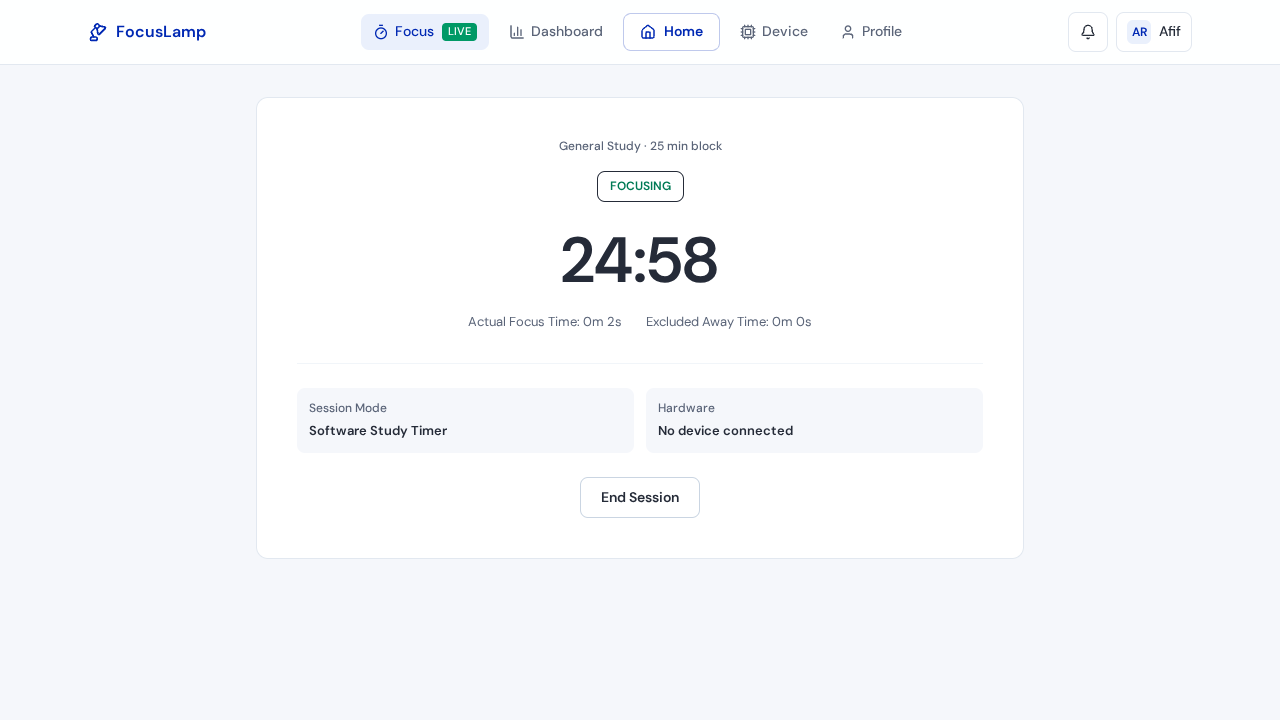 FocusLamp
Focus LIVE
Dashboard
Home
Device
Profile
AR Afif
General Study · 25 min block
FOCUSING
24:58
Actual Focus Time: 0m 2s
Excluded Away Time: 0m 0s
Session Mode
Software Study Timer
Hardware
No device connected
End Session